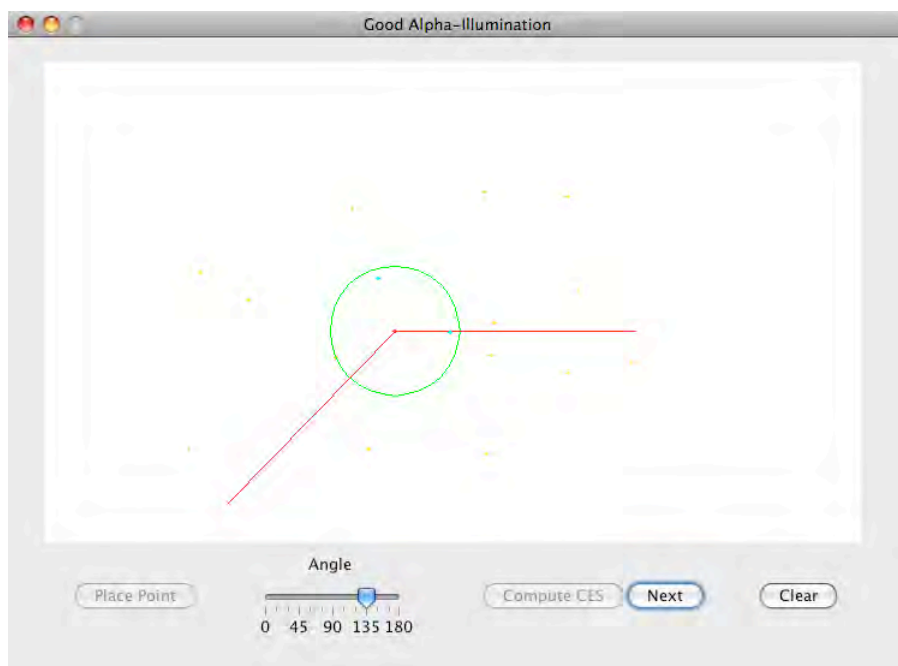 Good Alpha-Illumination
Angle
Place Point
Compute CES
Next
Clear
0 45 90 135 180